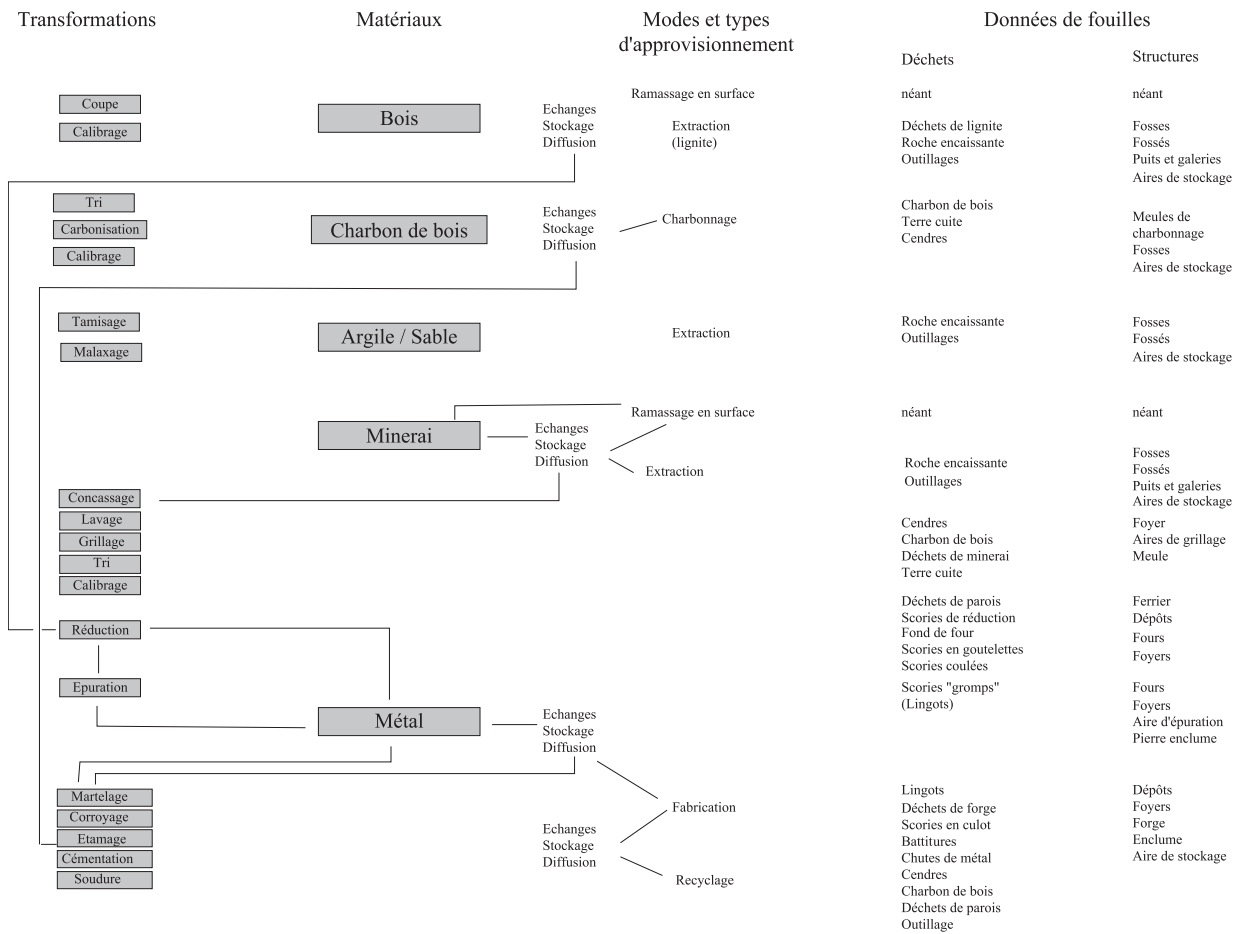 Transformations
Matériaux
Modes et types
d'approvisionnement
Données de fouilles
Déchets
Structures
Coupe
Calibrage
Bois
Echanges
Stockage
Diffusion
Ramassage en surface
Extraction
(lignite)
néant
Déchets de lignite
Roche encaissante
Outillages
néant
Fosses
Fossés
Puits et galeries
Aires de stockage
Tri
Carbonisation
Calibrage
Charbon de bois
Echanges
Stockage
Diffusion
Charbonnage
Charbon de bois
Terre cuite
Cendres
Meules de
charbonnage
Fosses
Aires de stockage
Tamisage
Malaxage
Argile / Sable
Extraction
Roche encaissante
Outillages
Fosses
Fossés
Aires de stockage
Minerai
Echanges
Stockage
Diffusion
Ramassage en surface
Extraction
néant
Roche encaissante
Outillages
néant
Fosses
Fossés
Puits et galeries
Aires de stockage
Concassage
Lavage
Grillage
Tri
Calibrage
Cendres
Charbon de bois
Déchets de minerai
Terre cuite
Foyer
Aires de grillage
Meule
Réduction
Déchets de parois
Scories de réduction
Fond de four
Scories en goutelettes
Scories coulées
Ferrier
Dépôts
Fours
Foyers
Epuration
Métal
Echanges
Stockage
Diffusion
Scories "gromps"
(Lingots)
Fours
Foyers
Aire d'épuration
Pierre enclume
Martelage
Corroyage
Etamage
Cémentation
Soudure
Echanges
Stockage
Diffusion
Fabrication
Recyclage
Lingots
Déchets de forge
Scories en culot
Battitures
Chutes de métal
Cendres
Charbon de bois
Déchets de parois
Outillage
Dépôts
Foyers
Forge
Enclume
Aire de stockage